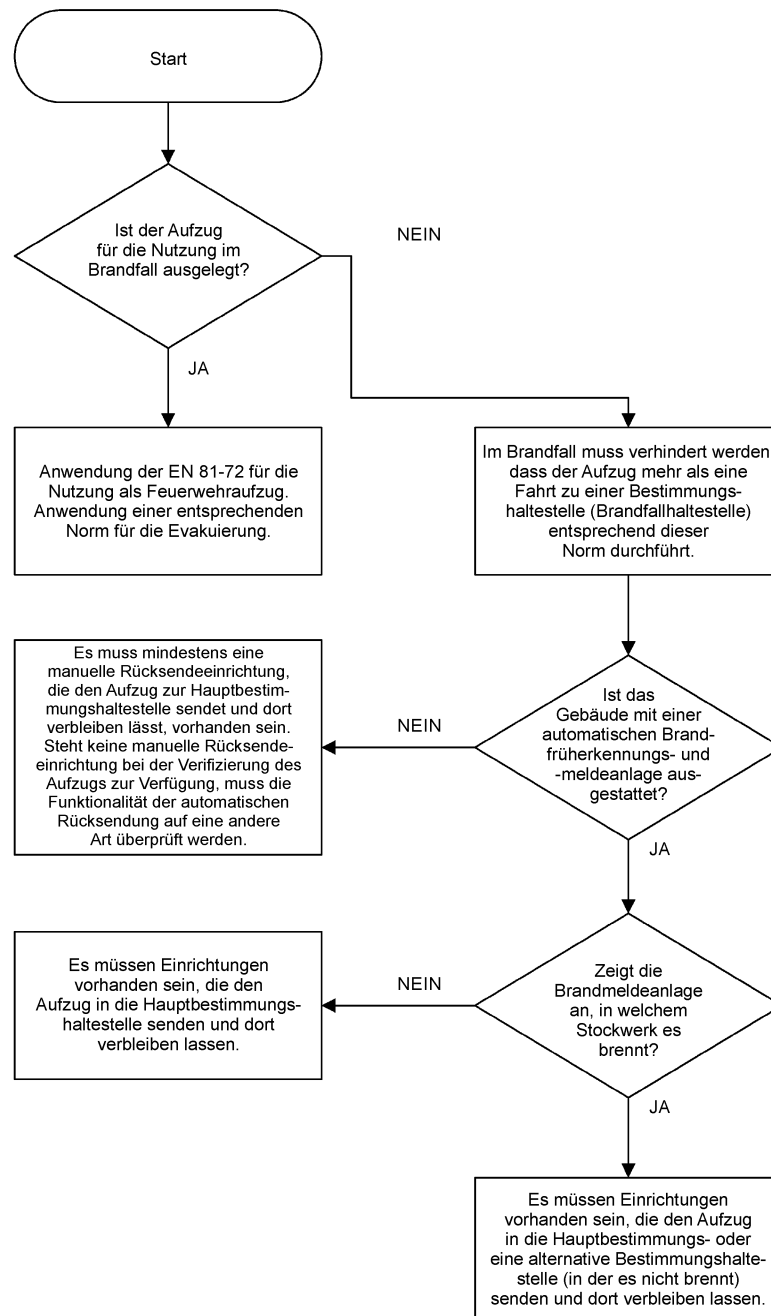 Start
Ist der Aufzug
für die Nutzung im
Brandfall ausgelegt?
NEIN
JA
Anwendung der EN 81-72 für die
Nutzung als Feuerwehraufzug.
Anwendung einer entsprechenden
Norm für die Evakuierung.
Im Brandfall muss verhindert werden,
dass der Aufzug mehr als eine
Fahrt zu einer Bestimmungs-
haltestelle (Brandfallhaltestelle)
entsprechend dieser
Norm durchführt.
Ist das
Gebäude mit einer
automatischen Brand-
früherkennungs- und
-meldeanlage aus-
gestattet?
NEIN
Es muss mindestens eine
manuelle Rücksendeeinrichtung,
die den Aufzug zur Hauptbestim-
mungshaltestelle sendet und dort
verbleiben lässt, vorhanden sein.
Steht keine manuelle Rücksende-
einrichtung bei der Verifizierung des
Aufzugs zur Verfügung, muss die
Funktionalität der automatischen
Rücksendung auf eine andere
Art überprüft werden.
JA
Zeigt die
Brandmeldeanlage
an, in welchem
Stockwerk es
brennt?
NEIN
Es müssen Einrichtungen
vorhanden sein, die den
Aufzug in die Hauptbestimmungs-
haltestelle senden und dort
verbleiben lassen.
JA
Es müssen Einrichtungen
vorhanden sein, die den Aufzug
in die Hauptbestimmungs- oder
eine alternative Bestimmungshalte-
stelle (in der es nicht brennt)
senden und dort verbleiben lassen.